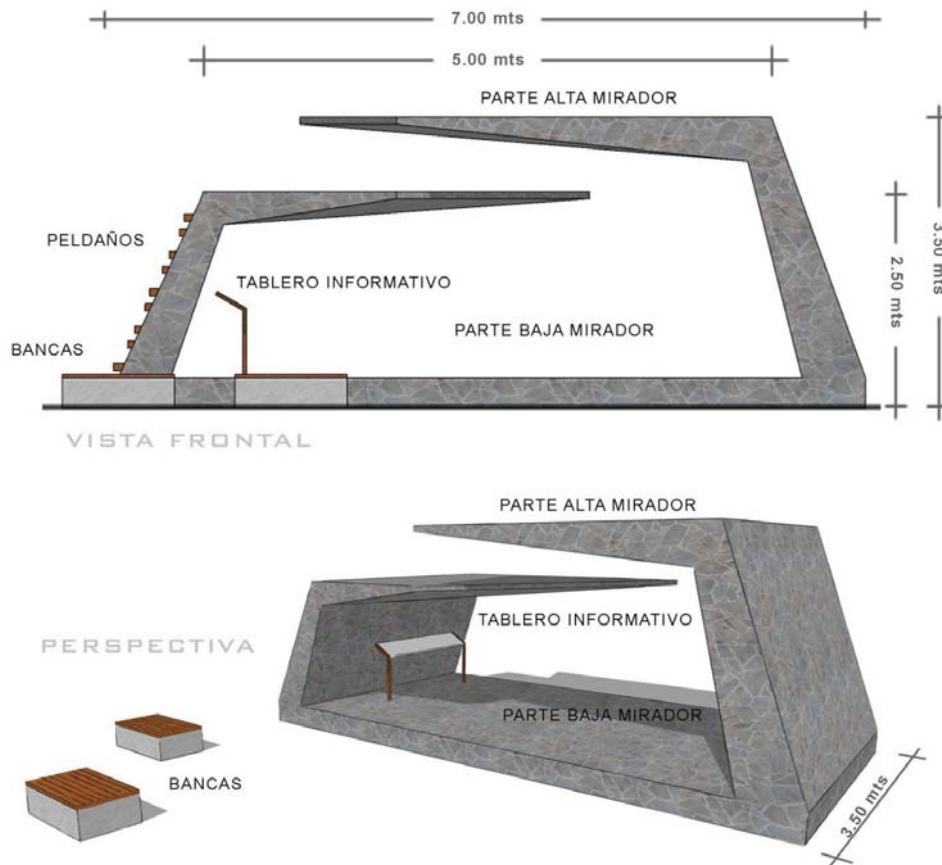 7.00 mts
5.00 mts
PARTE ALTA MIRADOR
PELDAÑOS
TABLERO INFORMATIVO
PARTE BAJA MIRADOR
BANCAS
2.50 mts
3.50 mts
VISTA FRONTAL
PARTE ALTA MIRADOR
TABLERO INFORMATIVO
PERSPECTIVA
PARTE BAJA MIRADOR
BANCAS
3.50 mts